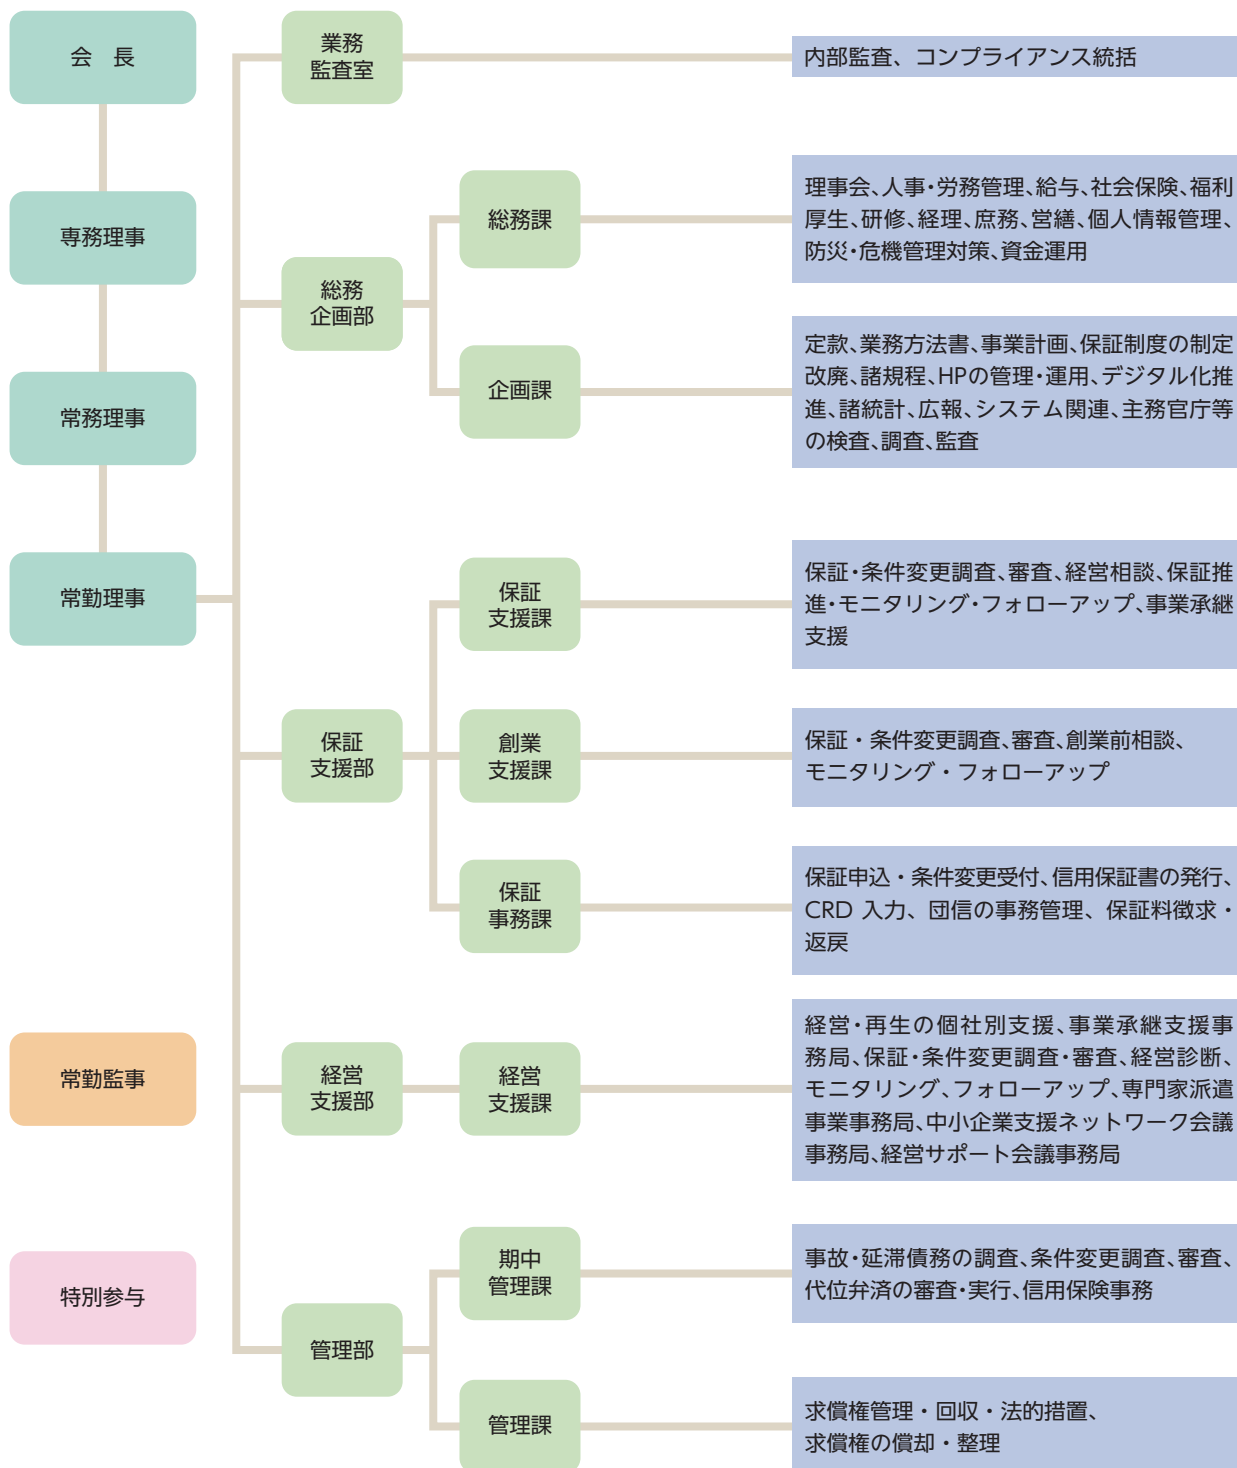 会　長
専務理事
常務理事
常勤理事
常勤監事
特別参与
業務
監査室
内部監査、コンプライアンス統括
総務
企画部
総務課
理事会、人事・労務管理、給与、社会保険、福利
厚生、研修、経理、庶務、営繕、個人情報管理、
防災・危機管理対策、資金運用
企画課
定款、業務方法書、事業計画、保証制度の制定
改廃、諸規程、HPの管理・運用、デジタル化推
進、諸統計、広報、システム関連、主務官庁等
の検査、調査、監査
保証
支援部
保証
支援課
保証・条件変更調査、審査、経営相談、保証推
進・モニタリング・フォローアップ、事業承継
支援
創業
支援課
保証・条件変更調査、審査、創業前相談、
モニタリング・フォローアップ
保証
事務課
保証申込・条件変更受付、信用保証書の発行、
CRD 入力、団信の事務管理、保証料徴求・
返戻
経営
支援部
経営
支援課
経営・再生の個社別支援、事業承継支援事
務局、保証・条件変更調査・審査、経営診断、
モニタリング、フォローアップ、専門家派遣
事業事務局、中小企業支援ネットワーク会議
事務局、経営サポート会議事務局
管理部
期中
管理課
事故・延滞債務の調査、条件変更調査、審査、
代位弁済の審査・実行、信用保険事務
管理課
求償権管理・回収・法的措置、
求償権の償却・整理